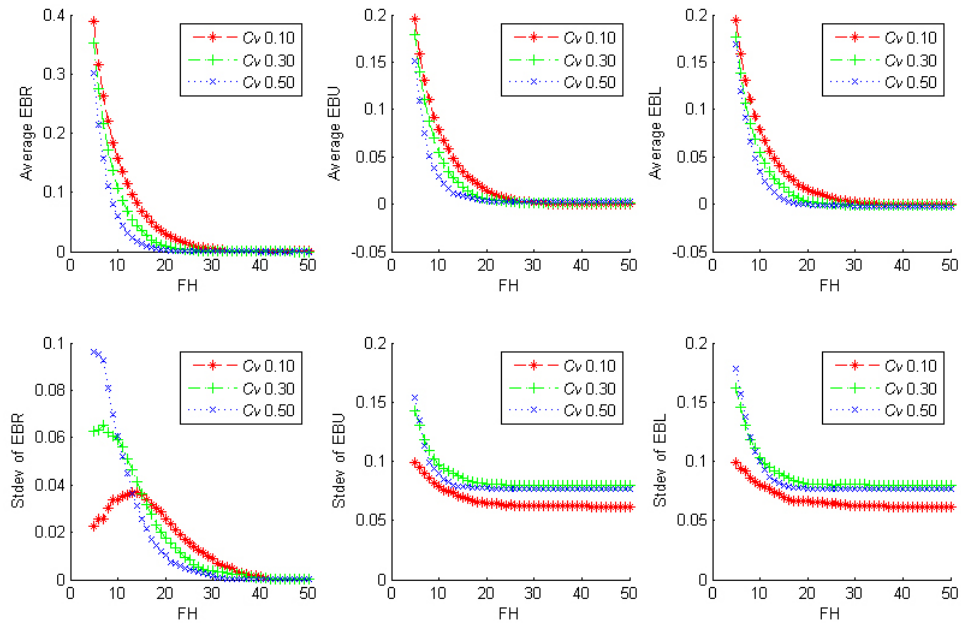 Average EBR
0.4
0.3
0.2
0.1
0
0 10 20 30 40 50
FH
Cv 0.10
Cv 0.30
Cv 0.50
Average EBU
0.2
0.15
0.1
0.05
0
-0.05
0 10 20 30 40 50
FH
Cv 0.10
Cv 0.30
Cv 0.50
Average EBL
0.2
0.15
0.1
0.05
0
-0.05
0 10 20 30 40 50
FH
Cv 0.10
Cv 0.30
Cv 0.50
Stdev of EBR
0.1
0.08
0.06
0.04
0.02
0
0 10 20 30 40 50
FH
Cv 0.10
Cv 0.30
Cv 0.50
Stdev of EBU
0.2
0.15
0.1
0.05
0
0 10 20 30 40 50
FH
Cv 0.10
Cv 0.30
Cv 0.50
Stdev of EBL
0.2
0.15
0.1
0.05
0
0 10 20 30 40 50
FH
Cv 0.10
Cv 0.30
Cv 0.50